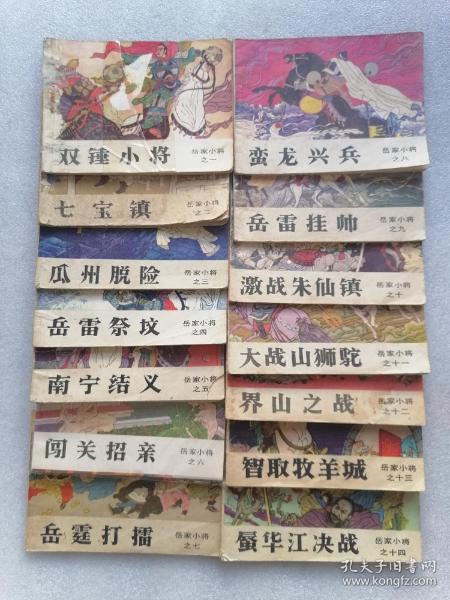 双锤小将
岳家小将
之一
七宝镇
岳家小将
之二
瓜州脱险
岳家小将
之三
岳雷祭坟
岳家小将
之四
南宁结义
岳家小将
之五
闯关招亲
岳家小将
之六
岳霆打擂
岳家小将
之七
蛮龙兴兵
岳家小将
之八
岳雷挂帅
岳家小将
之九
激战朱仙镇
岳家小将
之十
大战山狮驼
岳家小将
之十一
界山之战
岳家小将
之十二
智取牧羊城
岳家小将
之十三
蜃华江决战
岳家小将
之十四
孔夫子旧书网
book.kongfz.com